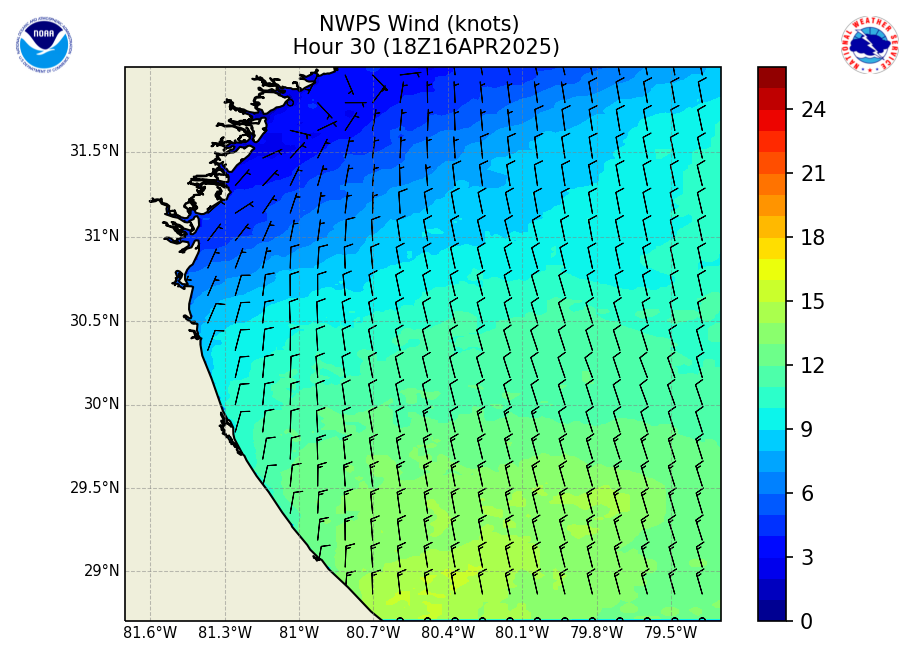 NWPS Wind (knots)
Hour 30 (18Z16APR2025)
NOAA
NATIONAL WEATHER SERVICE
31.5°N
31°N
30.5°N
30°N
29.5°N
29°N
81.6°W 81.3°W 81°W 80.7°W 80.4°W 80.1°W 79.8°W 79.5°W
24
21
18
15
12
9
6
3
0